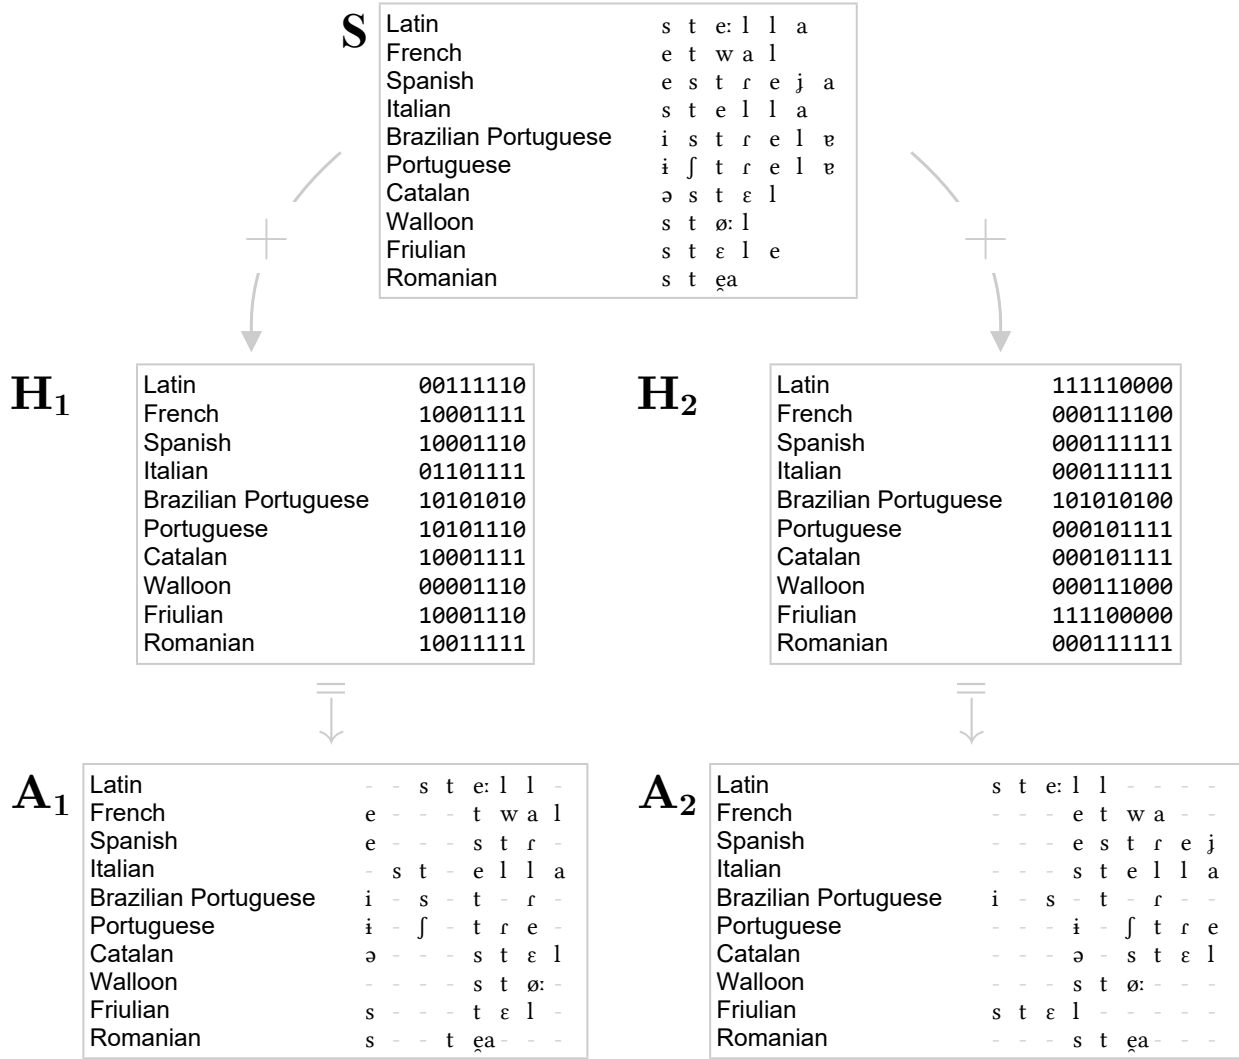 S
Latin s t eː l l a
French e t w a l
Spanish e s t ɾ e ʝ a
Italian s t e l l a
Brazilian Portuguese i s t ɾ e l ɐ
Portuguese ɨ ʃ t ɾ e l ɐ
Catalan ə s t ɛ l
Walloon s t øː l
Friulian s t ɛ l e
Romanian s t e̯a
H1
Latin 00111110
French 10001111
Spanish 10001110
Italian 01101111
Brazilian Portuguese 10101010
Portuguese 10101110
Catalan 10001111
Walloon 00001110
Friulian 10001110
Romanian 10011111
H2
Latin 111110000
French 000111100
Spanish 000111111
Italian 000111111
Brazilian Portuguese 101010100
Portuguese 000101111
Catalan 000101111
Walloon 000111000
Friulian 111100000
Romanian 000111111
A1
Latin - - s t eː l l -
French e - - - t w a l
Spanish e - - - s t ɾ -
Italian - s t - e l l a
Brazilian Portuguese i - s - t - ɾ -
Portuguese ɨ - ʃ - t ɾ e -
Catalan ə - - - s t ɛ l
Walloon - - - - s t øː -
Friulian s - - - t ɛ l -
Romanian s - - t e̯a - - -
A2
Latin s t eː l l - - - -
French - - - e t w a - -
Spanish - - - e s t ɾ e ʝ
Italian - - - s t e l l a
Brazilian Portuguese i - s - t - ɾ - -
Portuguese - - - ɨ - ʃ t ɾ e
Catalan - - - ə - s t ɛ l
Walloon - - - s t øː - - -
Friulian s t ɛ l - - - - -
Romanian - - - s t e̯a - - -